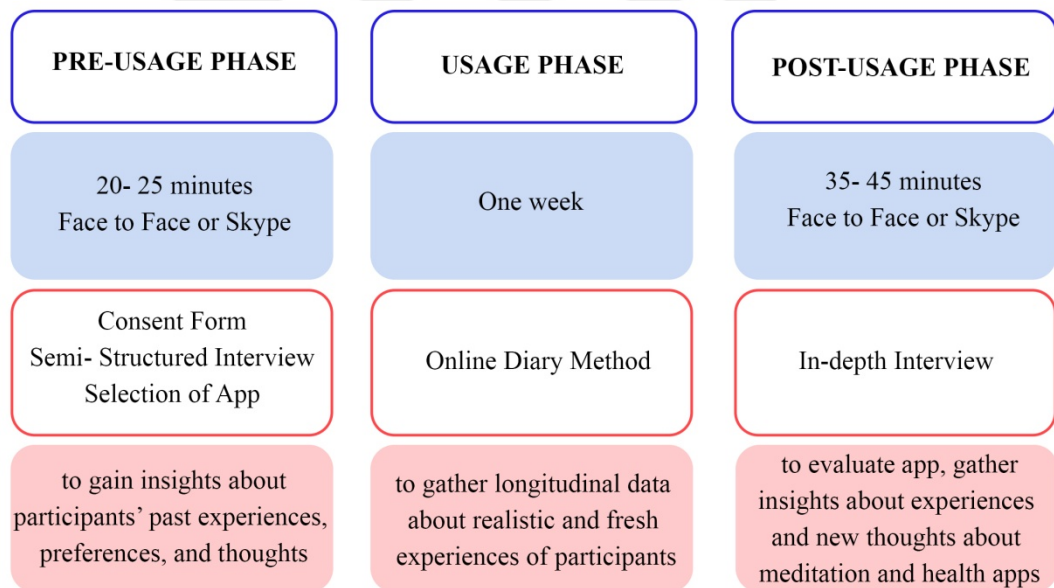 PRE-USAGE PHASE
20- 25 minutes
Face to Face or Skype
Consent Form
Semi- Structured Interview
Selection of App
to gain insights about
participants’ past experiences,
preferences, and thoughts
USAGE PHASE
One week
Online Diary Method
to gather longitudinal data
about realistic and fresh
experiences of participants
POST-USAGE PHASE
35- 45 minutes
Face to Face or Skype
In-depth Interview
to evaluate app, gather
insights about experiences
and new thoughts about
meditation and health apps